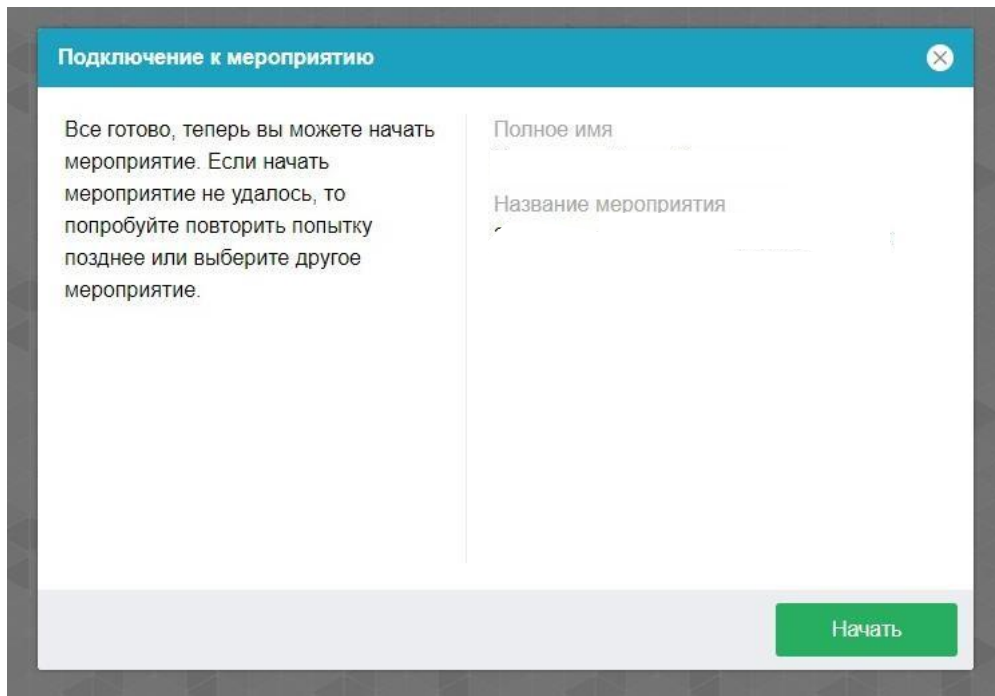 Подключение к мероприятию
Все готово, теперь вы можете начать
мероприятие. Если начать
мероприятие не удалось, то
попробуйте повторить попытку
позднее или выберите другое
мероприятие.
Полное имя
Название мероприятия
Начать